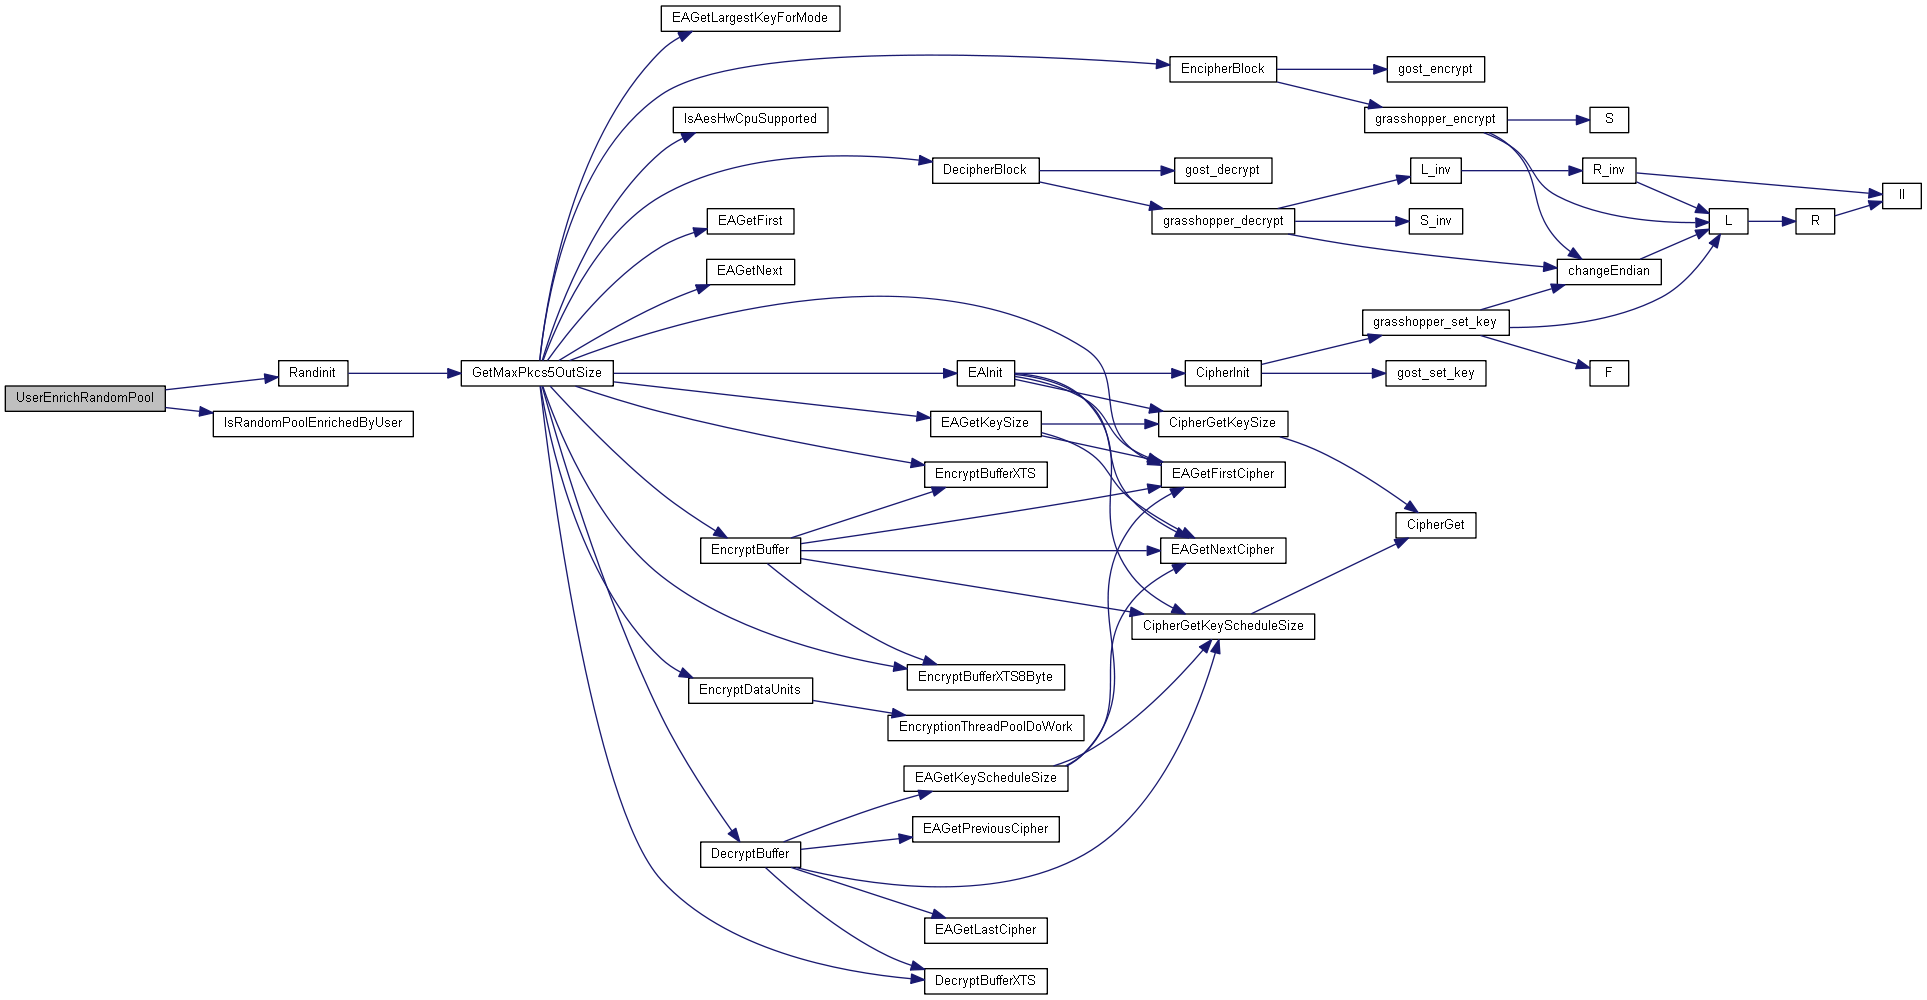 EAGetLargestKeyForMode
EncipherBlock
gost_encrypt
IsAesHwCpuSupported
grasshopper_encrypt
S
DecipherBlock
gost_decrypt
L_inv
R_inv
ll
EAGetFirst
grasshopper_decrypt
S_inv
L
R
EAGetNext
changeEndian
grasshopper_set_key
Randinit
GetMaxPkcs5OutSize
EAInit
CipherInit
gost_set_key
F
UserEnrichRandomPool
IsRandomPoolEnrichedByUser
EAGetKeySize
CipherGetKeySize
EncryptBufferXTS
EAGetFirstCipher
CipherGet
EncryptBuffer
EAGetNextCipher
CipherGetKeyScheduleSize
EncryptBufferXTS8Byte
EncryptDataUnits
EncryptionThreadPoolDoWork
EAGetKeyScheduleSize
EAGetPreviousCipher
DecryptBuffer
EAGetLastCipher
DecryptBufferXTS